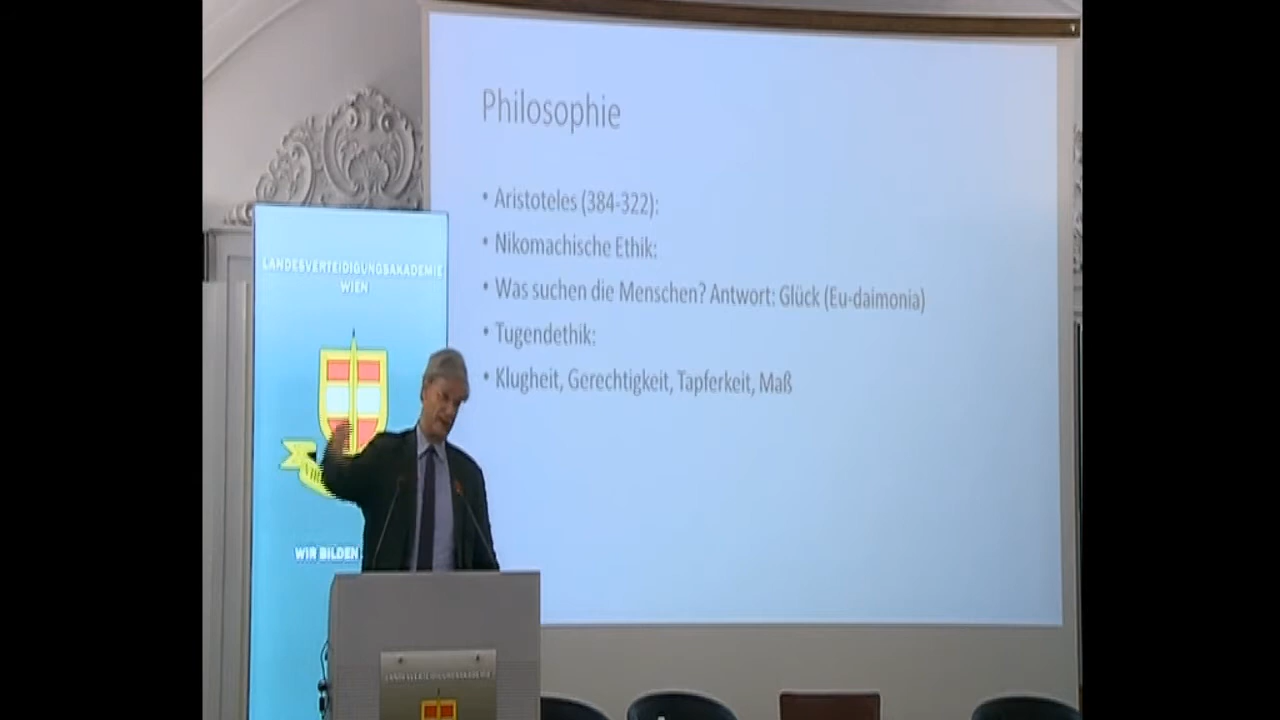 Philosophie
• Aristoteles (384-322):
• Nikomachische Ethik:
• Was suchen die Menschen? Antwort: Glück (Eu-daimonia)
• Tugendethik:
• Klugheit, Gerechtigkeit, Tapferkeit, Maß
LANDESVERTEIDIGUNGSAKADEMIE
WIEN
WIR BILDEN
LANDESVERTEIDIGUNGSAKADEMIE